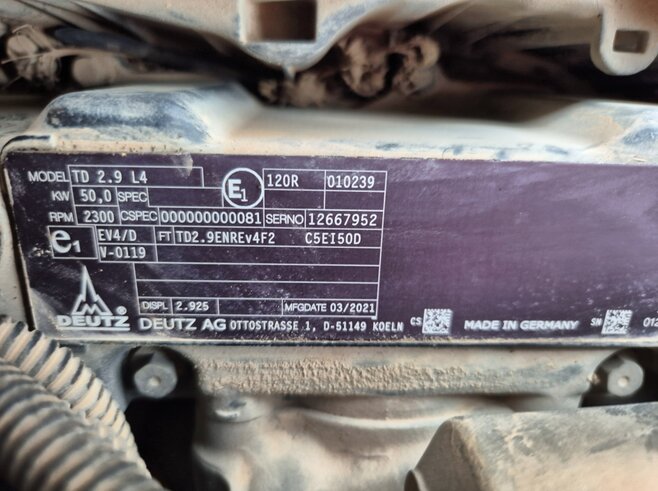 MODEL TD 2.9 L4 E1 120R 010239
KW 50,0 SPEC
RPM 2300 CSPEC 000000000081 SERNO 12667952
e1 EV4/D FT TD2.9ENREv4F2 C5EI50D
V-0119
DISPL 2.925 MFGDATE 03/2021
DEUTZ ® DEUTZ AG OTTOSTRASSE 1, D-51149 KOELN CS MADE IN GERMANY SN 012